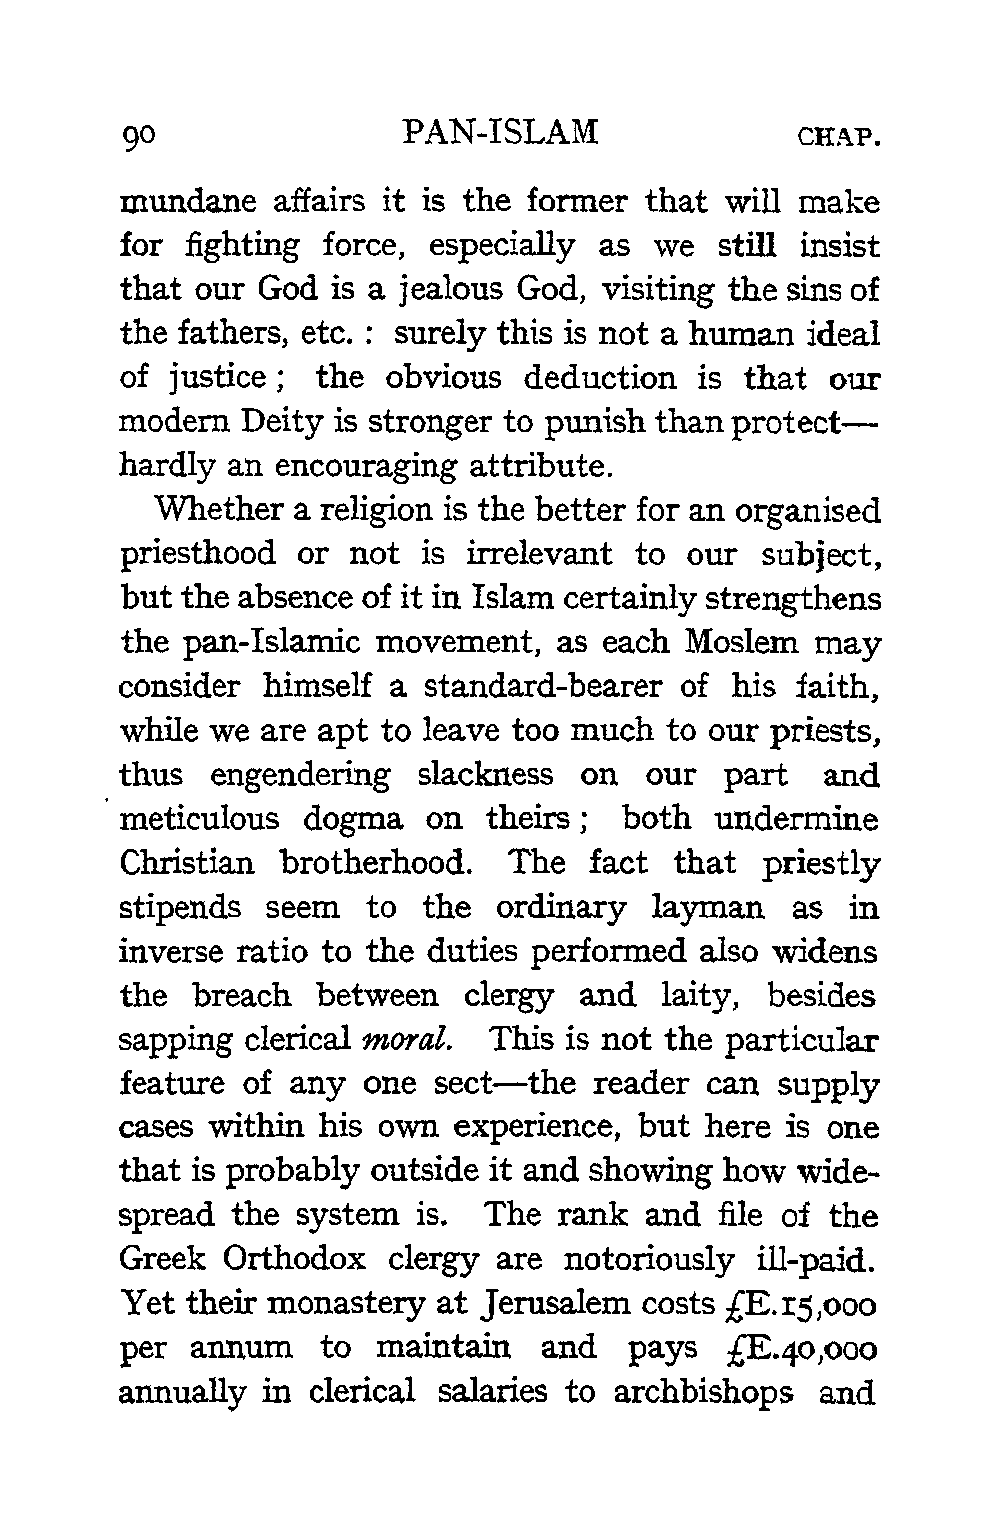 90 PAN-ISLAM CHAP.
mundane affairs it is the former that will make
for fighting force, especially as we still insist
that our God is a jealous God, visiting the sins of
the fathers, etc. : surely this is not a human ideal
of justice ; the obvious deduction is that our
modern Deity is stronger to punish than protect—
hardly an encouraging attribute.
Whether a religion is the better for an organised
priesthood or not is irrelevant to our subject,
but the absence of it in Islam certainly strengthens
the pan-Islamic movement, as each Moslem may
consider himself a standard-bearer of his faith,
while we are apt to leave too much to our priests,
thus engendering slackness on our part and
meticulous dogma on theirs ; both undermine
Christian brotherhood. The fact that priestly
stipends seem to the ordinary layman as in
inverse ratio to the duties performed also widens
the breach between clergy and laity, besides
sapping clerical moral. This is not the particular
feature of any one sect—the reader can supply
cases within his own experience, but here is one
that is probably outside it and showing how wide-
spread the system is. The rank and file of the
Greek Orthodox clergy are notoriously ill-paid.
Yet their monastery at Jerusalem costs £E.15,000
per annum to maintain and pays £E.40,000
annually in clerical salaries to archbishops and